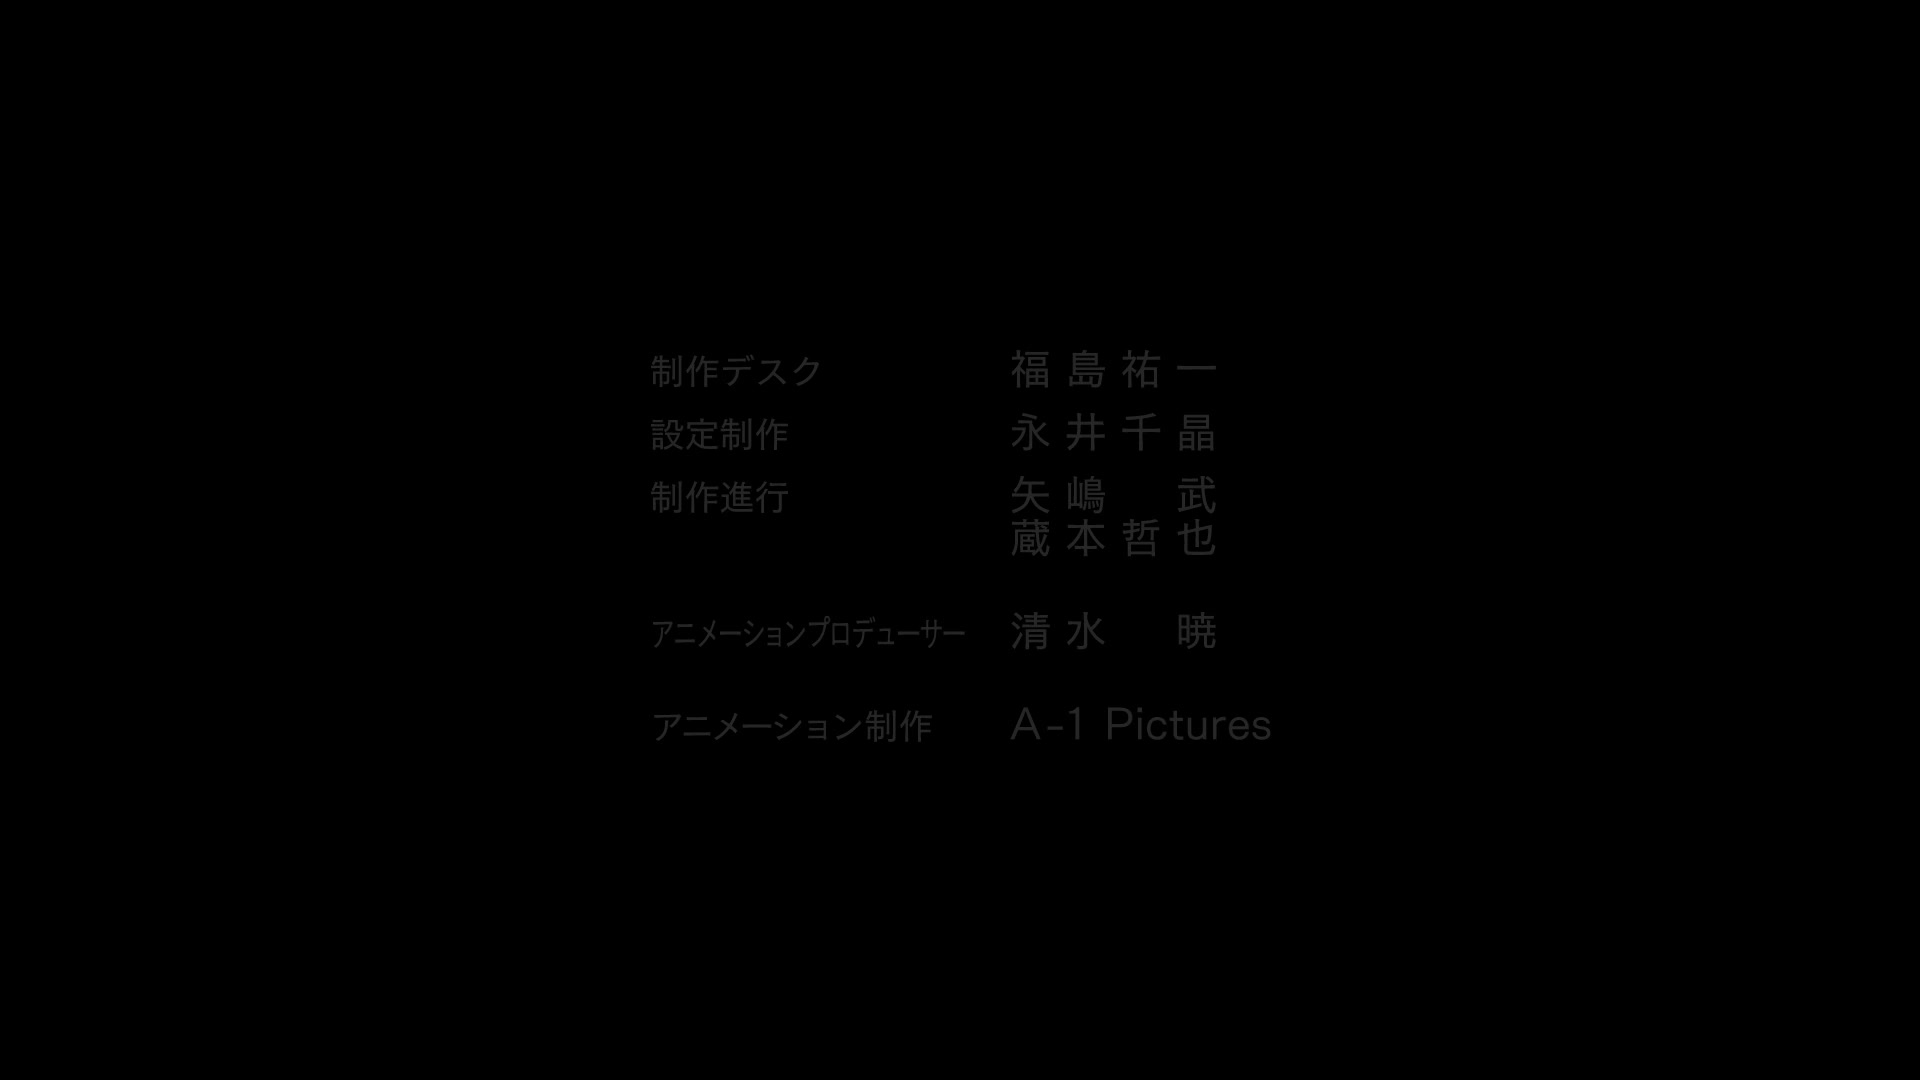 制作デスク 福島祐一
設定制作 永井千晶
制作進行 矢嶋 武
蔵本哲也
アニメーションプロデューサー 清水 暁
アニメーション制作 A-1 Pictures